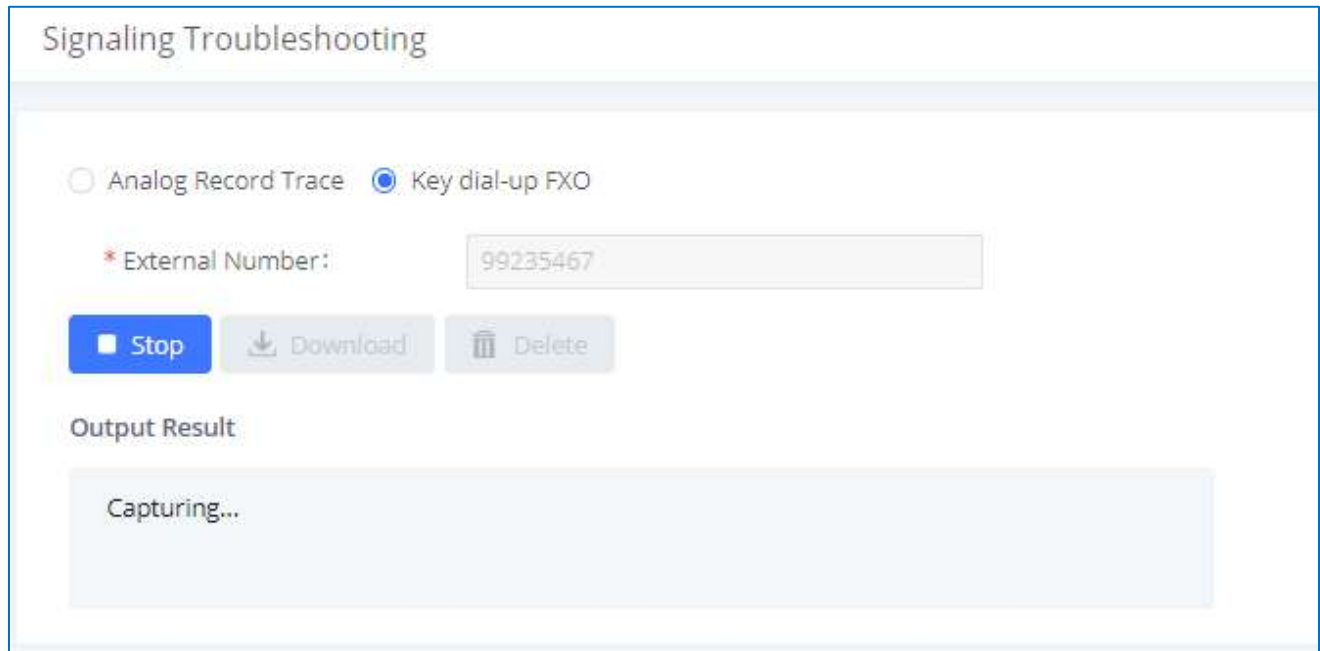 Signaling Troubleshooting
Analog Record Trace Key dial-up FXO
* External Number: 99235467
Stop Download Delete
Output Result
Capturing...